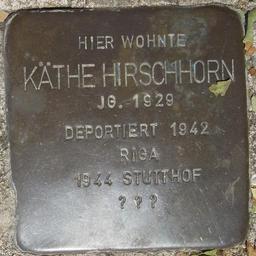 HIER WOHNTE
KÄTHE HIRSCHHORN
JG. 1929
DEPORTIERT 1942
RIGA
1944 STUTTHOF
? ? ?